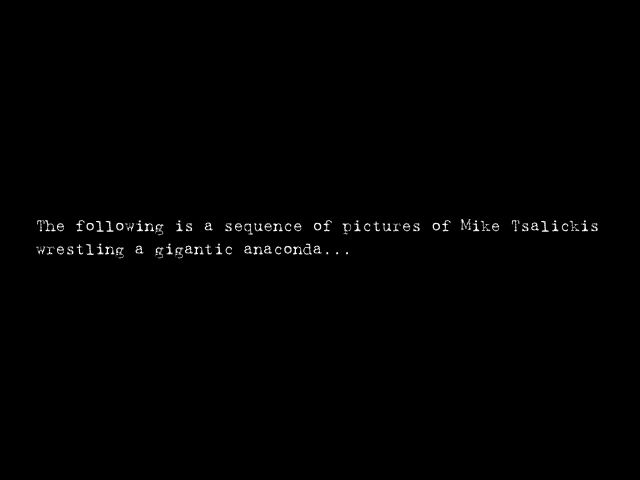 The following is a sequence of pictures of Mike Tsalickis
wrestling a gigantic anaconda...